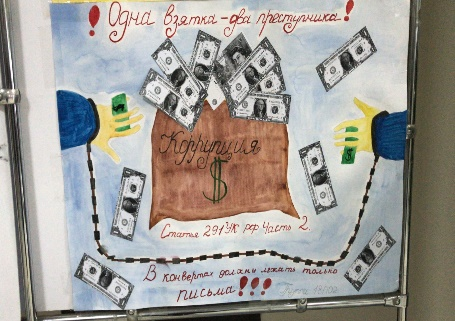 ! Одна взятка - два преступника!
Коррупция
$
Статья 291 УК РФ. Часть 2.
В конвертах должны лежать только
письма!!!